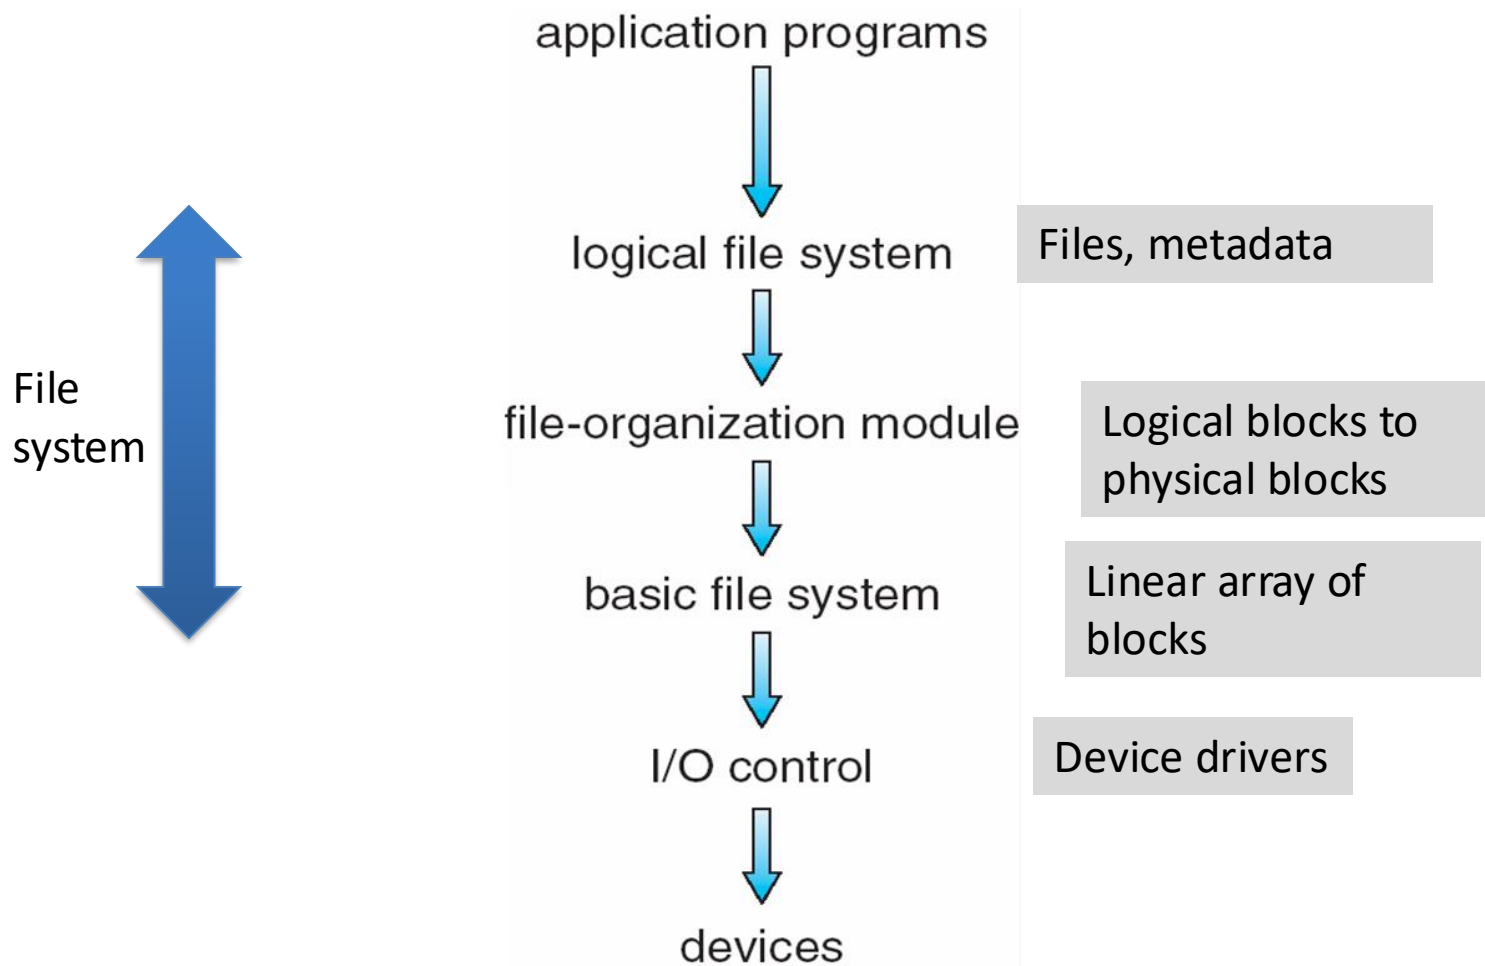 application programs
logical file system
Files, metadata
File
system
file-organization module
Logical blocks to
physical blocks
basic file system
Linear array of
blocks
I/O control
Device drivers
devices